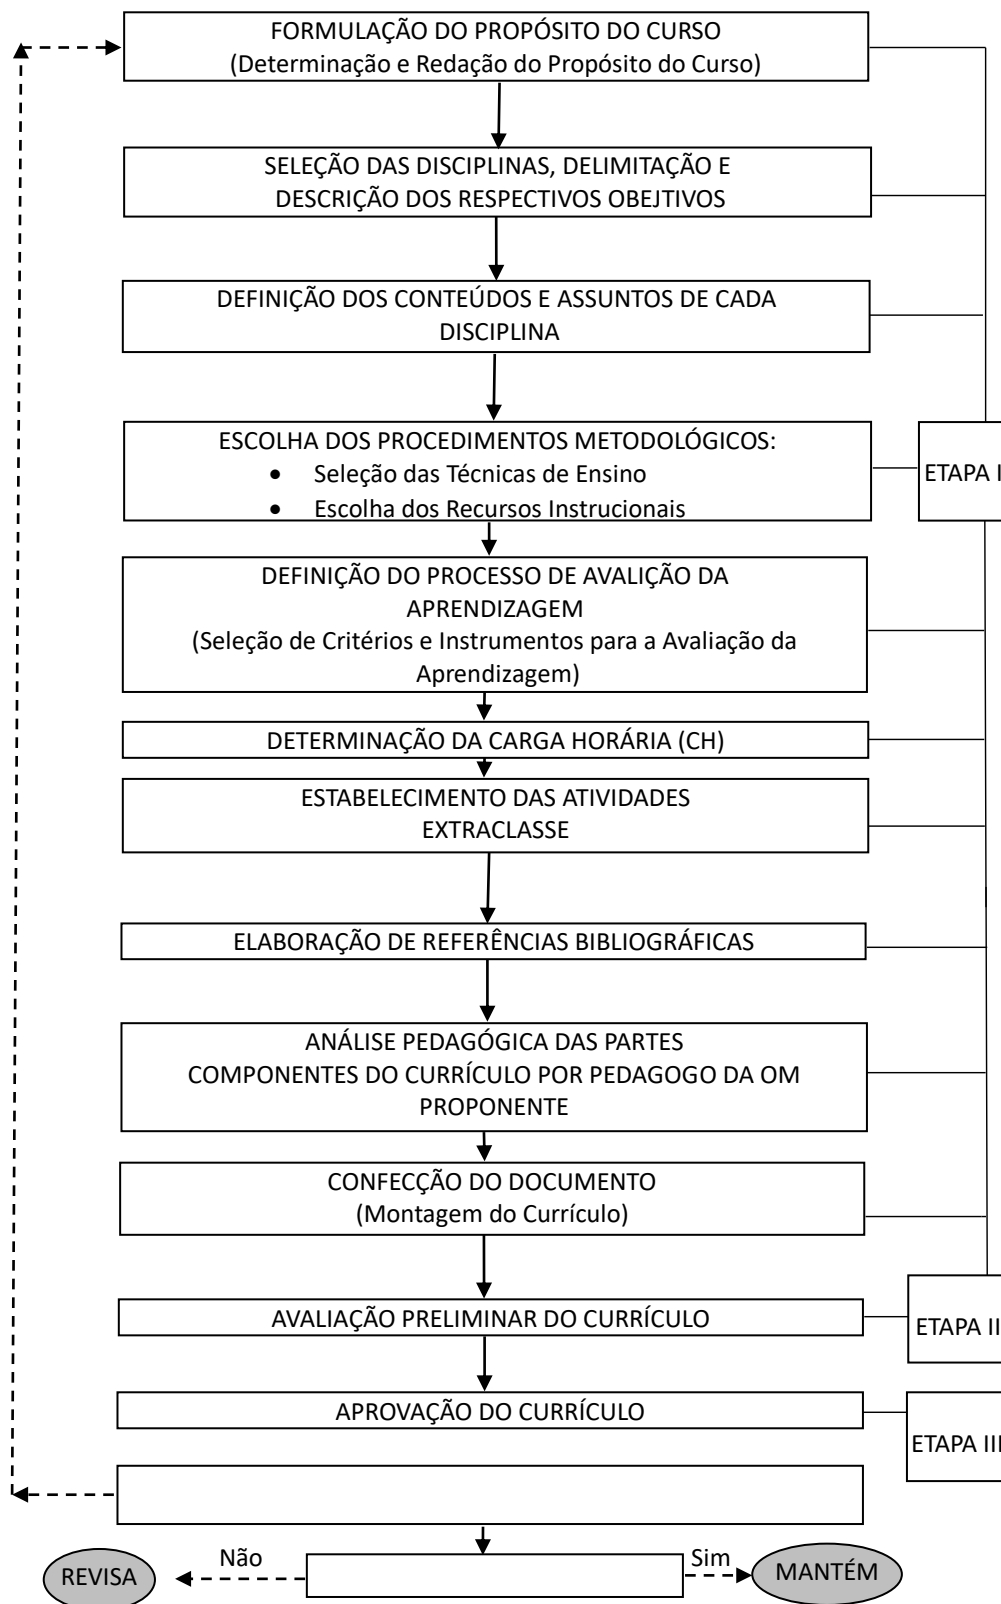 FORMULAÇÃO DO PROPÓSITO DO CURSO
(Determinação e Redação do Propósito do Curso)
SELEÇÃO DAS DISCIPLINAS, DELIMITAÇÃO E
DESCRIÇÃO DOS RESPECTIVOS OBEJTIVOS
DEFINIÇÃO DOS CONTEÚDOS E ASSUNTOS DE CADA
DISCIPLINA
ESCOLHA DOS PROCEDIMENTOS METODOLÓGICOS:
• Seleção das Técnicas de Ensino
• Escolha dos Recursos Instrucionais
ETAPA I
DEFINIÇÃO DO PROCESSO DE AVALIÇÃO DA
APRENDIZAGEM
(Seleção de Critérios e Instrumentos para a Avaliação da
Aprendizagem)
DETERMINAÇÃO DA CARGA HORÁRIA (CH)
ESTABELECIMENTO DAS ATIVIDADES
EXTRACLASSE
ELABORAÇÃO DE REFERÊNCIAS BIBLIOGRÁFICAS
ANÁLISE PEDAGÓGICA DAS PARTES
COMPONENTES DO CURRÍCULO POR PEDAGOGO DA OM
PROPONENTE
CONFECÇÃO DO DOCUMENTO
(Montagem do Currículo)
AVALIAÇÃO PRELIMINAR DO CURRÍCULO
ETAPA II
APROVAÇÃO DO CURRÍCULO
ETAPA III
Não
Sim
REVISA
MANTÉM